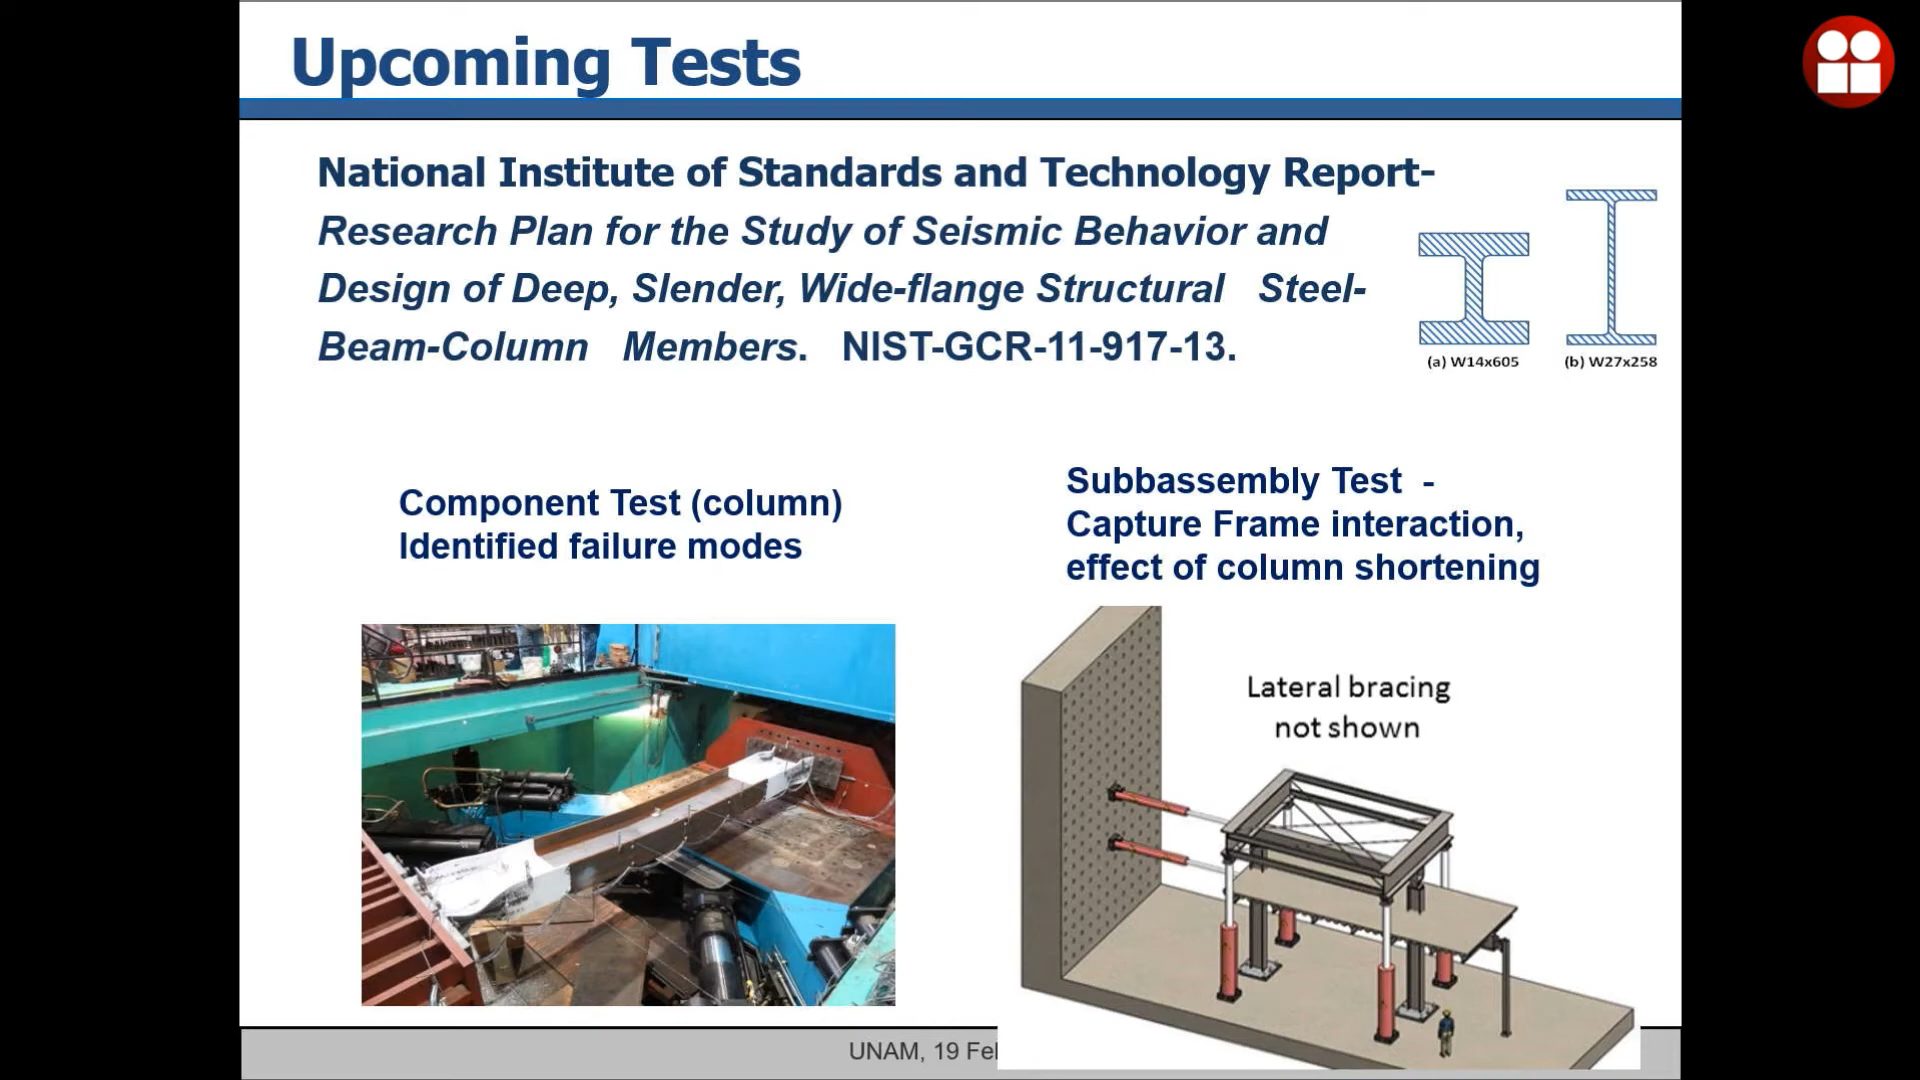 Upcoming Tests
National Institute of Standards and Technology Report-
Research Plan for the Study of Seismic Behavior and
Design of Deep, Slender, Wide-flange Structural Steel-
Beam-Column Members. NIST-GCR-11-917-13.
(a) W14x605
(b) W27x258
Component Test (column)
Identified failure modes
Subbassembly Test -
Capture Frame interaction,
effect of column shortening
Lateral bracing
not shown
UNAM, 19